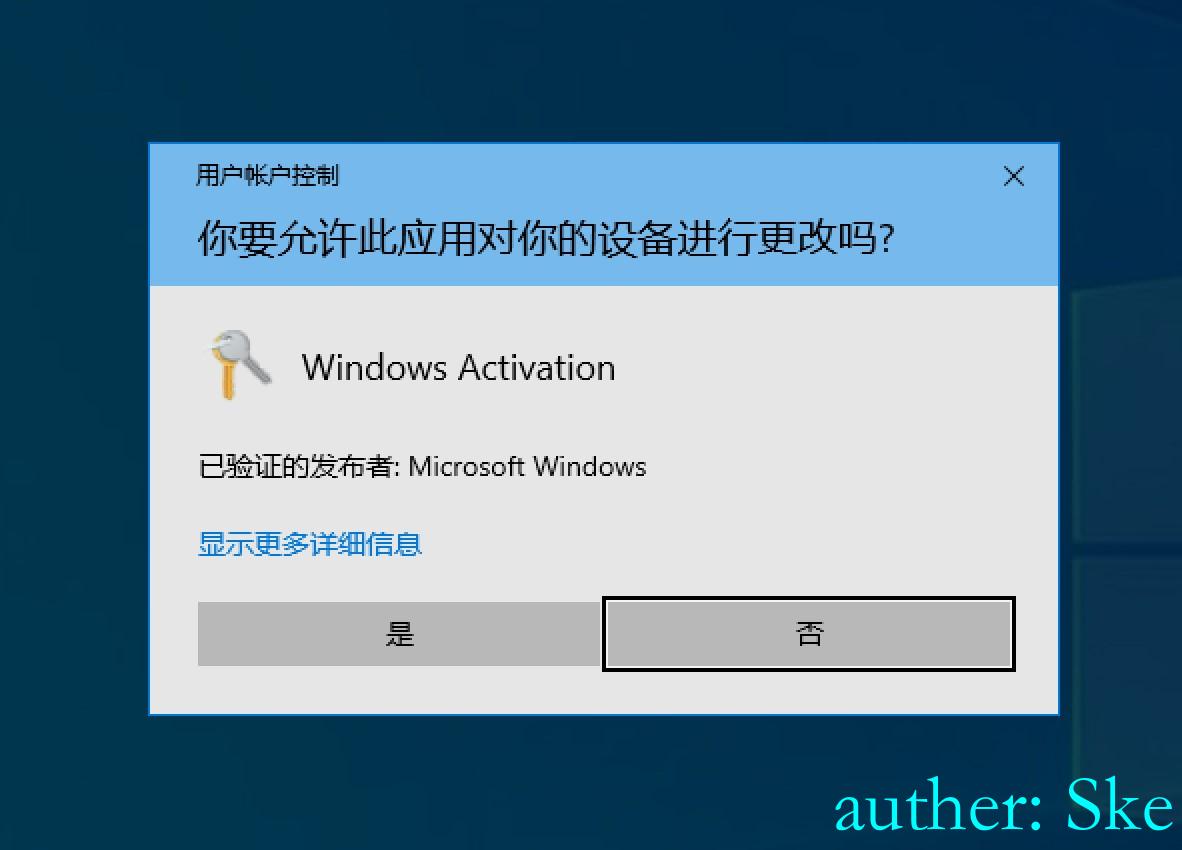 用户帐户控制
你要允许此应用对你的设备进行更改吗?
Windows Activation
已验证的发布者: Microsoft Windows
显示更多详细信息
是
否
auther: Ske